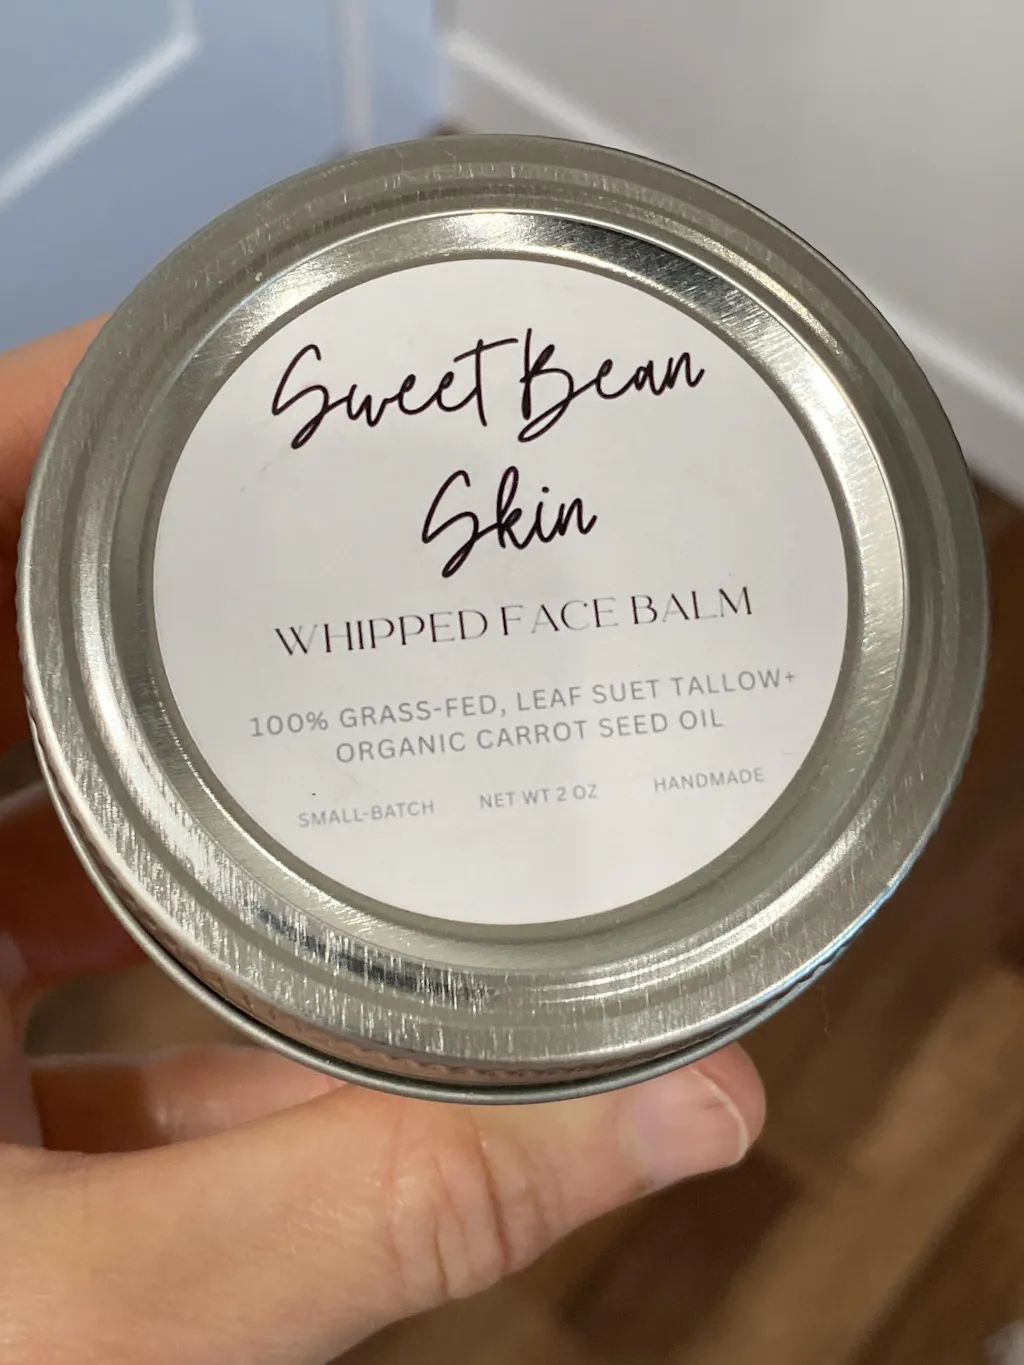 Sweet Bean
Skin
WHIPPED FACE BALM
100% GRASS-FED, LEAF SUET TALLOW+
ORGANIC CARROT SEED OIL
SMALL-BATCH NET WT 2 OZ HANDMADE